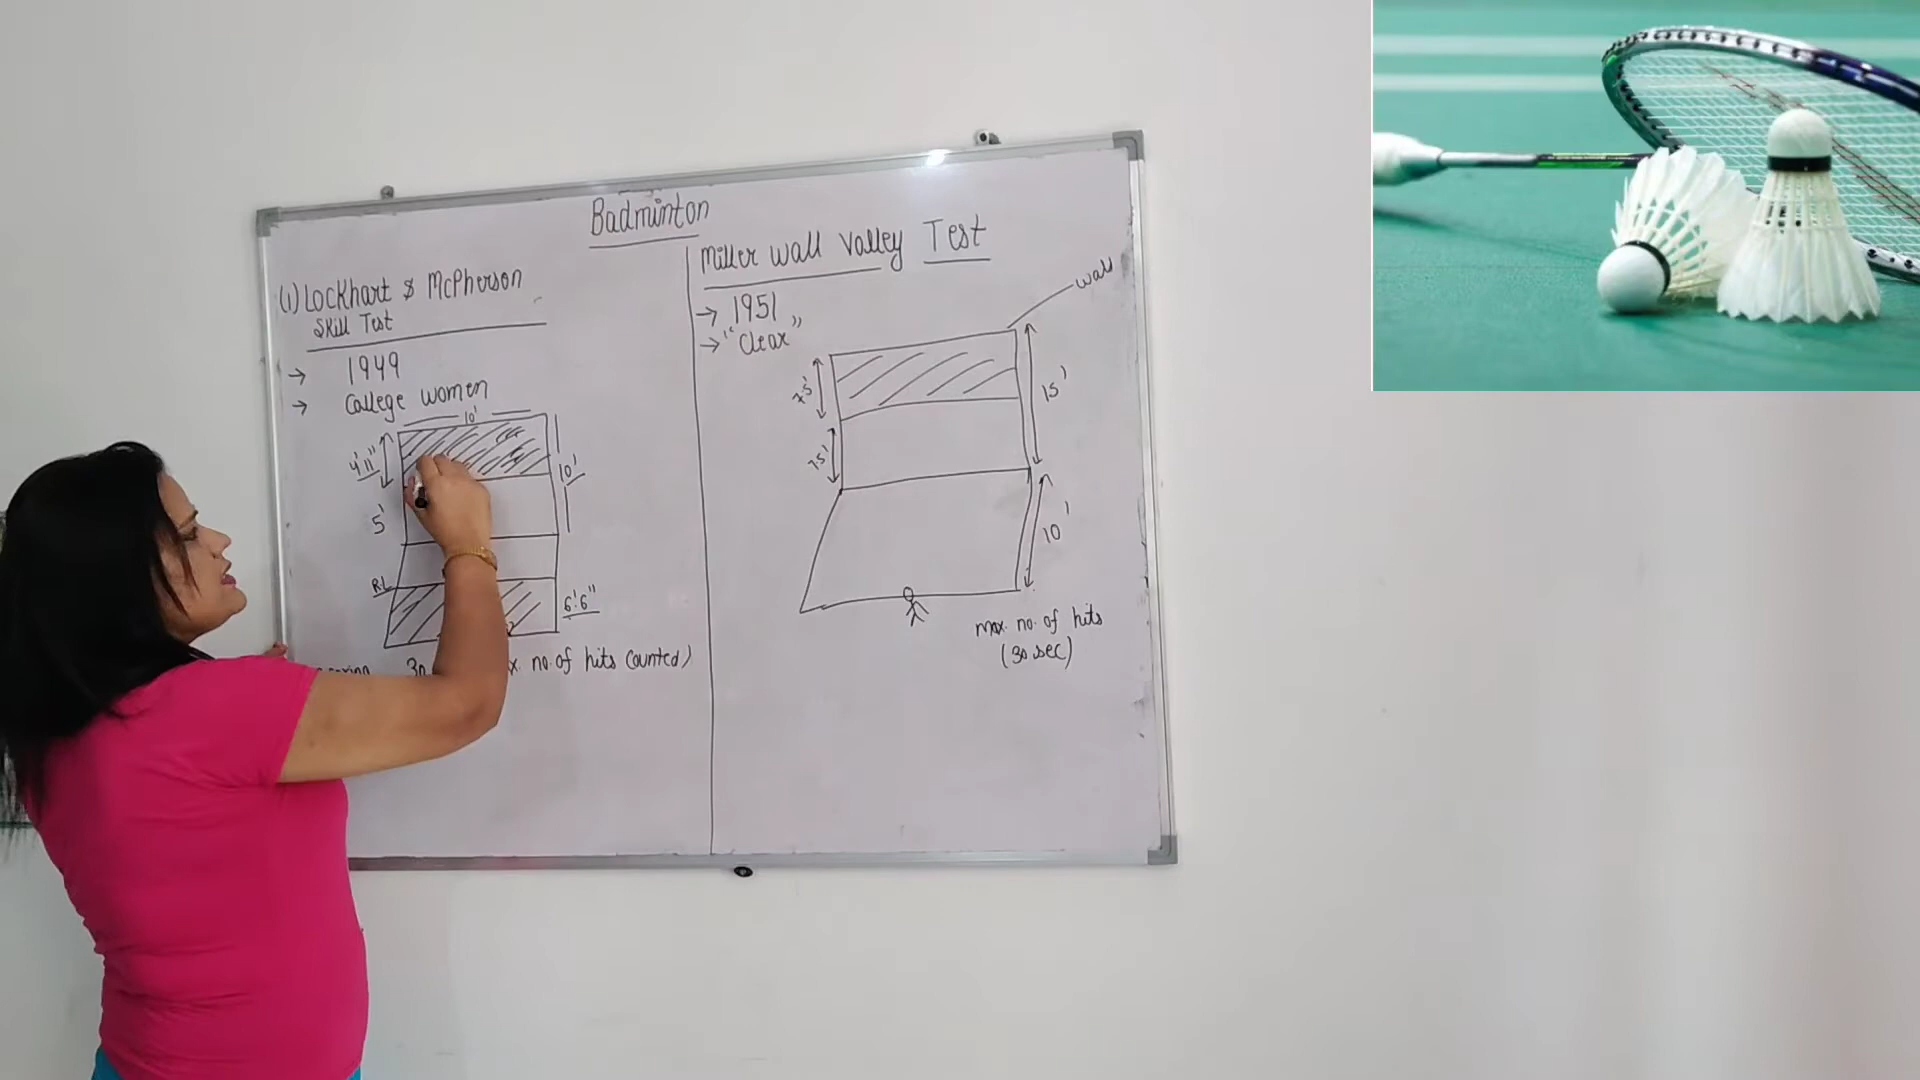 Badminton
(1) Lockhart & McPherson
Skill Test
→ 1949
→ College women
10'
4'11"
10'
5'
R.L
6'.6"
30
no. of hits counted)
Miller Wall Valley Test
→ 1951
→ "Clear"
wall
7.5'
15'
7.5'
10'
max. no. of hits
(30 sec)